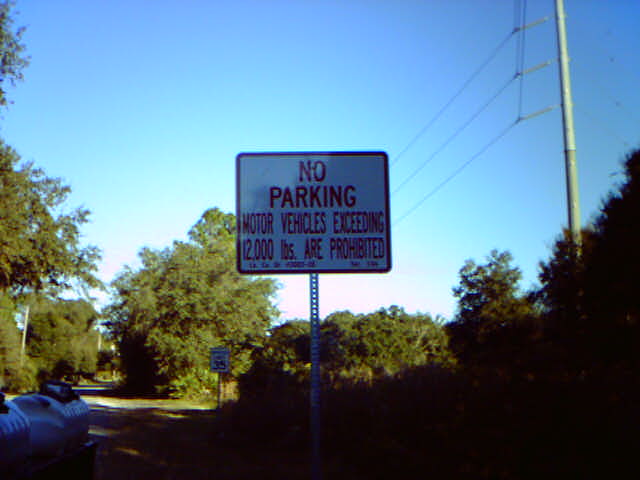 NO
PARKING
MOTOR VEHICLES EXCEEDING
12,000 lbs. ARE PROHIBITED